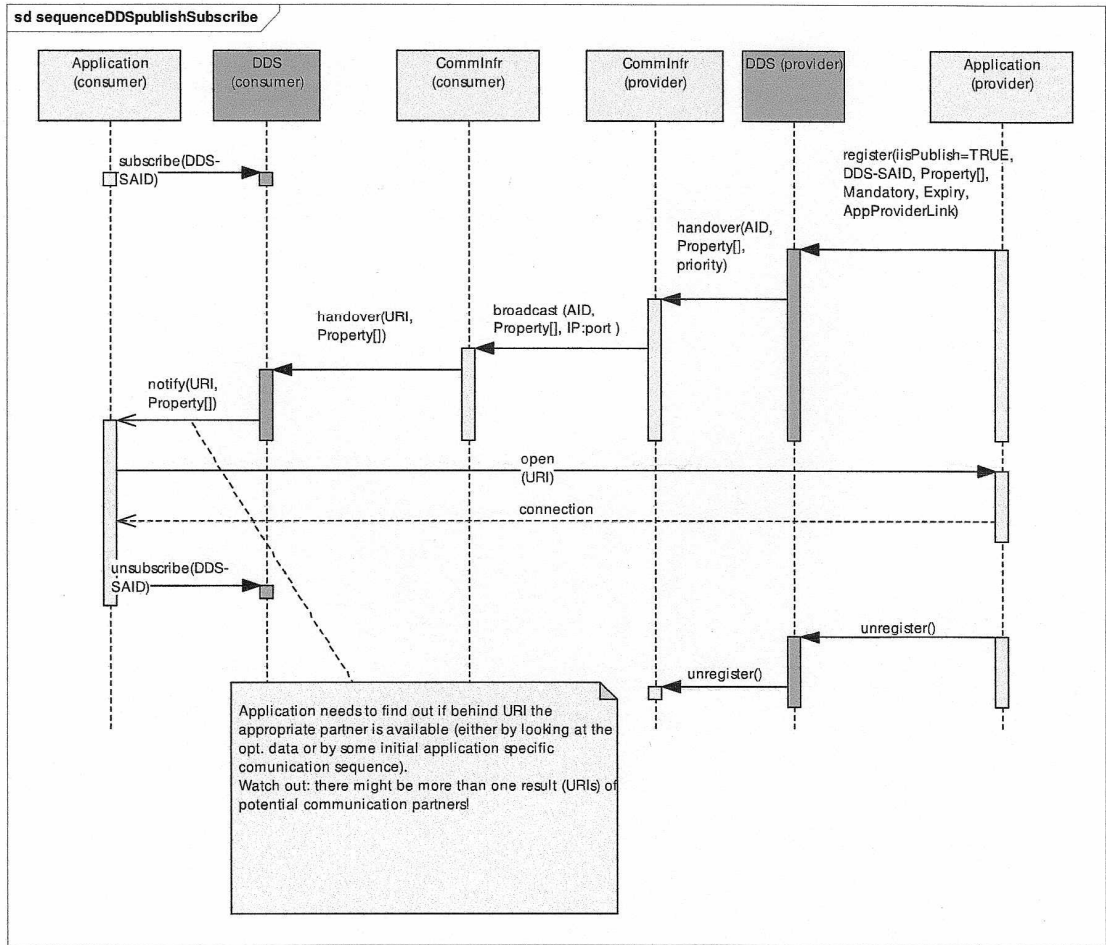 sd sequenceDDSpublishSubscribe
Application
(consumer)
DDS
(consumer)
CommInfr
(consumer)
CommInfr
(provider)
DDS (provider)
Application
(provider)
subscribe(DDS-
SAID)
register(iisPublish=TRUE,
DDS-SAID, Property[],
Mandatory, Expiry,
AppProviderLink)
handover(AID,
Property[],
priority)
broadcast (AID,
Property[], IP:port )
handover(URI,
Property[])
notify(URI,
Property[])
open
(URI)
connection
unsubscribe(DDS-
SAID)
unregister()
unregister()
Application needs to find out if behind URI the
appropriate partner is available (either by looking at the
opt. data or by some initial application specific
comunication sequence).
Watch out: there might be more than one result (URIs) of
potential communication partners!